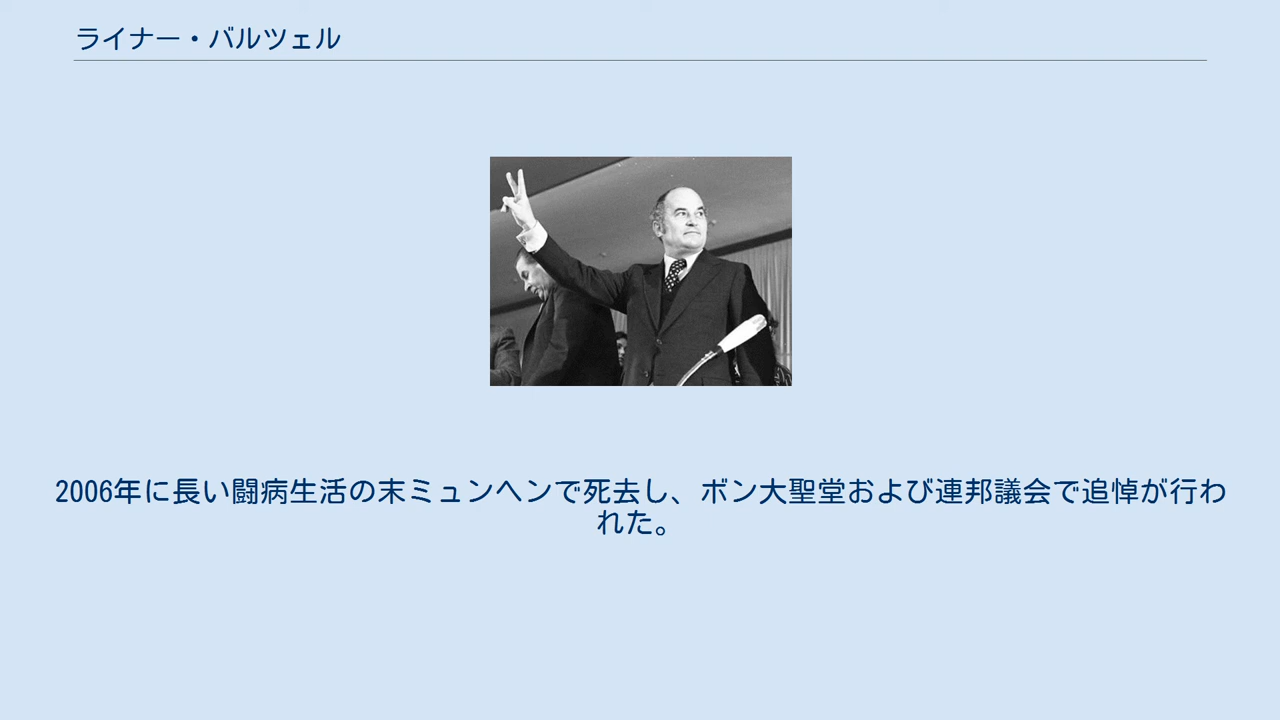 ライナー・バルツェル
2006年に長い闘病生活の末ミュンヘンで死去し、ボン大聖堂および連邦議会で追悼が行わ
れた。